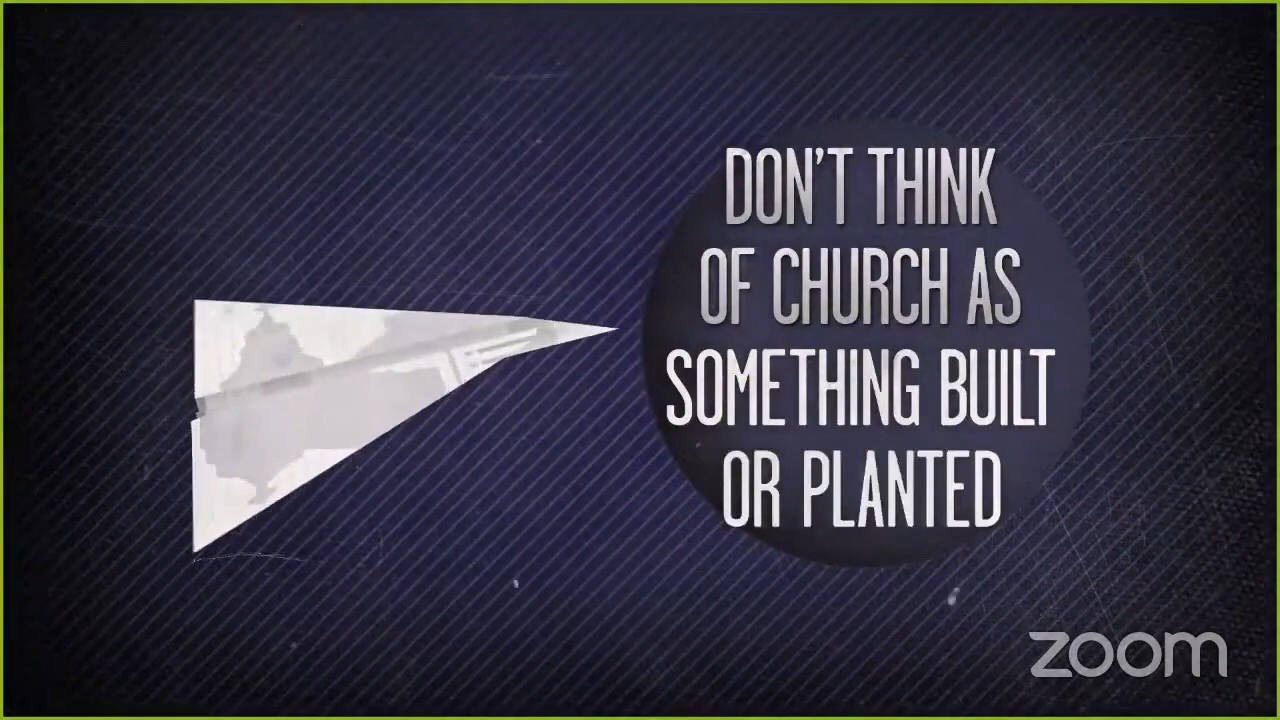 DON'T THINK
OF CHURCH AS
SOMETHING BUILT
OR PLANTED
zoom